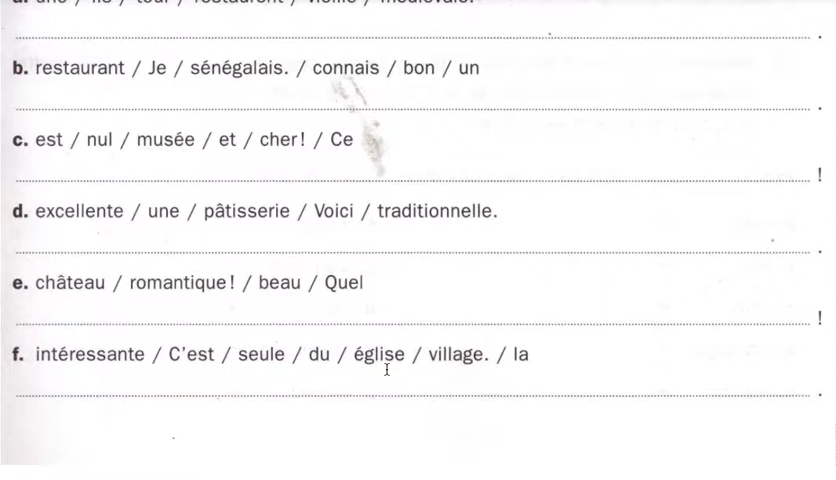 b. restaurant / Je / sénégalais. / connais / bon / un
.
c. est / nul / musée / et / cher! / Ce
!
d. excellente / une / pâtisserie / Voici / traditionnelle.
.
e. château / romantique! / beau / Quel
!
f. intéressante / C'est / seule / du / église / village. / la
.